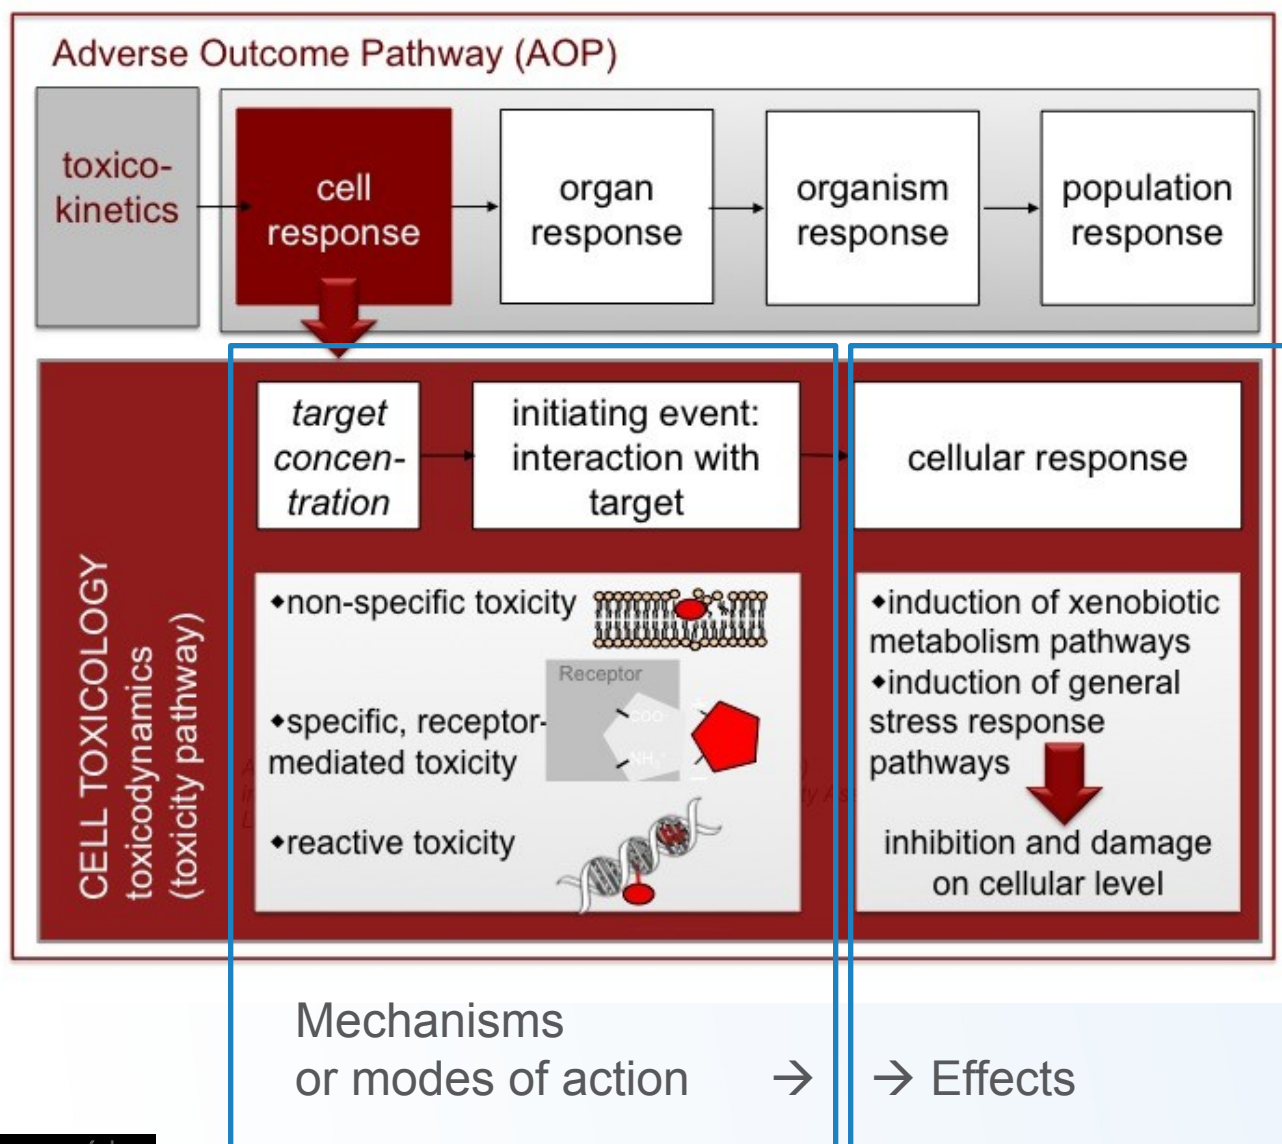 Adverse Outcome Pathway (AOP)
toxico-
kinetics
cell
response
organ
response
organism
response
population
response
CELL TOXICOLOGY
toxicodynamics
(toxicity pathway)
target
concen-
tration
initiating event:
interaction with
target
cellular response
◆non-specific toxicity
Receptor
COO⁻
NH₃⁺
+
–
◆specific, receptor-
mediated toxicity
◆reactive toxicity
◆induction of xenobiotic
metabolism pathways
◆induction of general
stress response
pathways
inhibition and damage
on cellular level
Mechanisms
or modes of action →
→ Effects